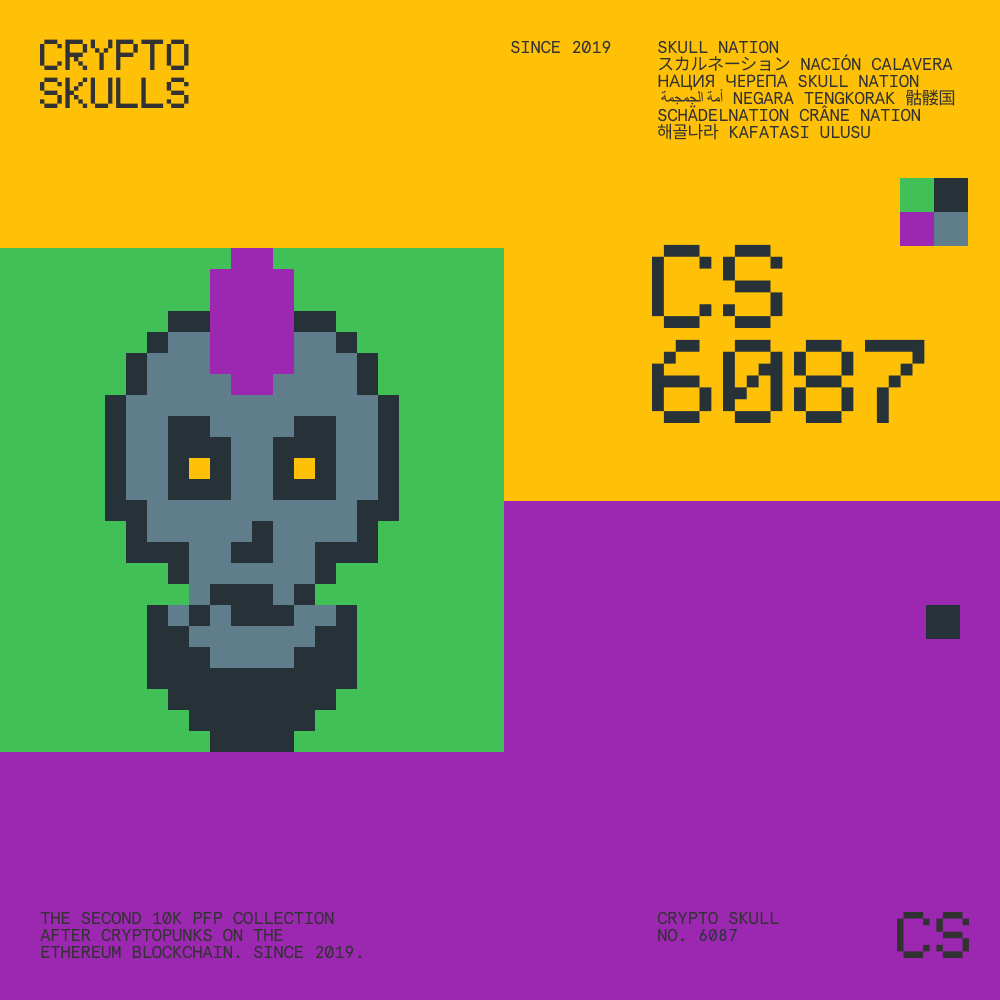 CRYPTO
SKULLS
SINCE 2019
SKULL NATION
スカルネーション NACIÓN CALAVERA
НАЦИЯ ЧЕРЕПА SKULL NATION
أمة الجمجمة NEGARA TENGKORAK 骷髅国
SCHÄDELNATION CRÂNE NATION
해골나라 KAFATASI ULUSU
CS
6087
THE SECOND 10K PFP COLLECTION
AFTER CRYPTOPUNKS ON THE
ETHEREUM BLOCKCHAIN. SINCE 2019.
CRYPTO SKULL
NO. 6087
CS